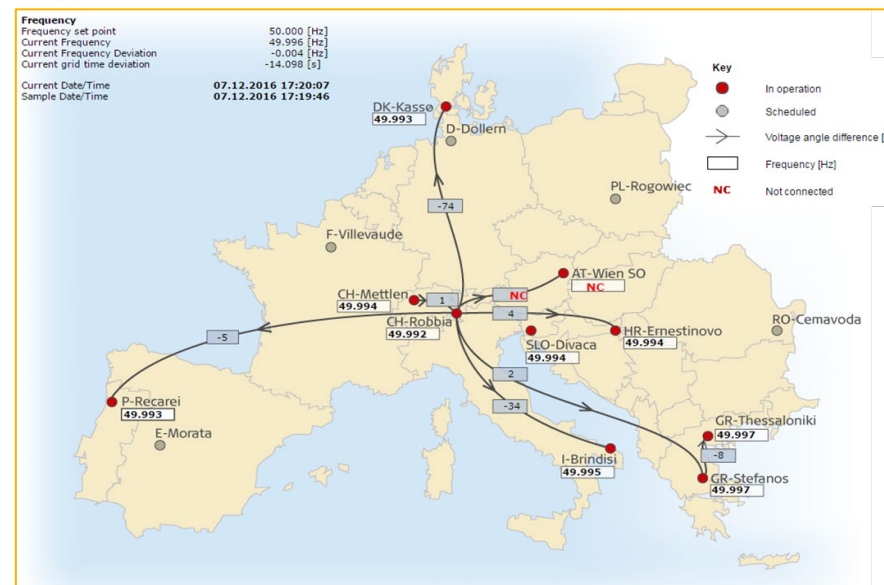 Frequency
Frequency set point 50.000 [Hz]
Current Frequency 49.996 [Hz]
Current Frequency Deviation -0.004 [Hz]
Current grid time deviation -14.098 [s]
Current Date/Time 07.12.2016 17:20:07
Sample Date/Time 07.12.2016 17:19:46
Key
In operation
Scheduled
Voltage angle difference [
Frequency [Hz]
NC Not connected
DK-Kassø
49.993
D-Dollern
PL-Rogowiec
-74
F-Villevaude
AT-Wien SO
NC
NC
CH-Mettlen
49.994
1
4
CH-Robbia
49.992
HR-Ernestinovo
49.994
RO-Cernavoda
SLO-Divaca
49.994
-5
2
-34
P-Recarei
49.993
E-Morata
GR-Thessaloniki
49.997
-8
I-Brindisi
49.995
GR-Stefanos
49.997